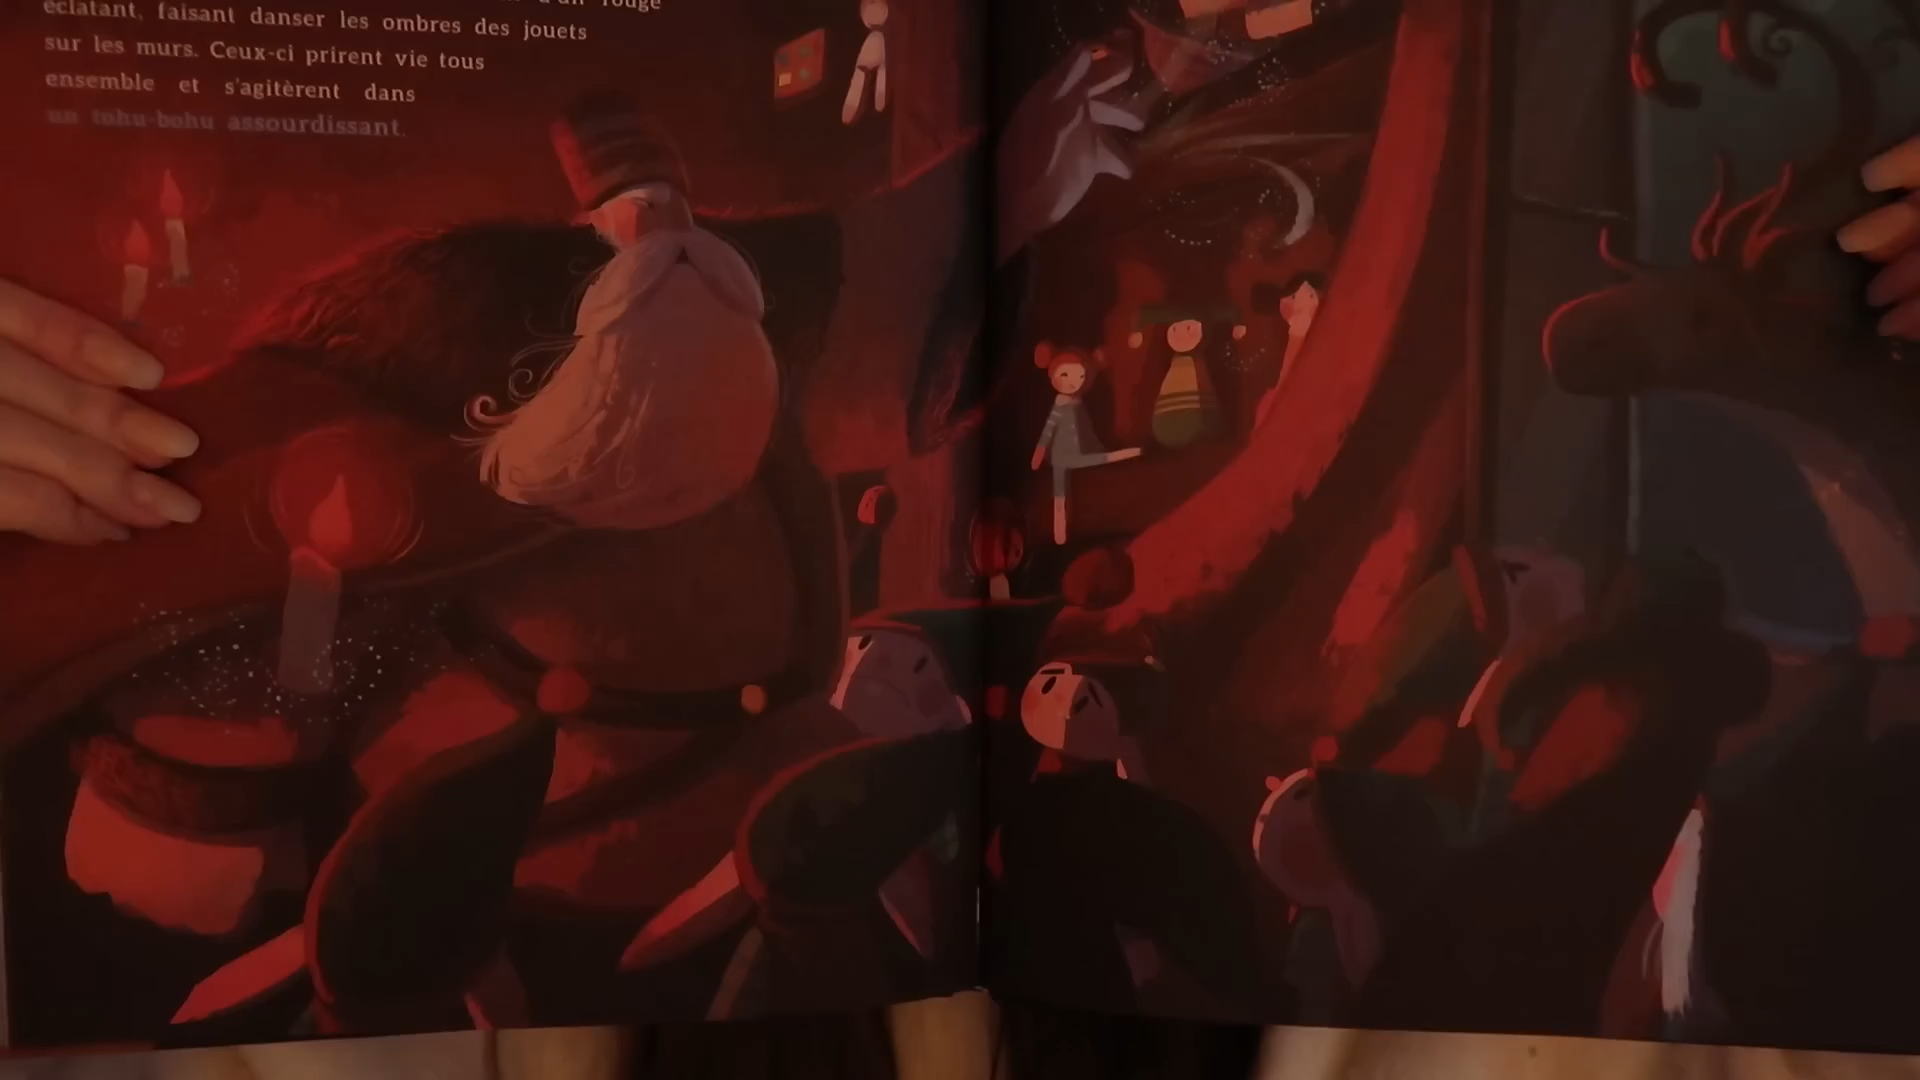 rouge
éclatant, faisant danser les ombres des jouets
sur les murs. Ceux-ci prirent vie tous
ensemble et s'agitèrent dans
un tohu-bohu assourdissant.